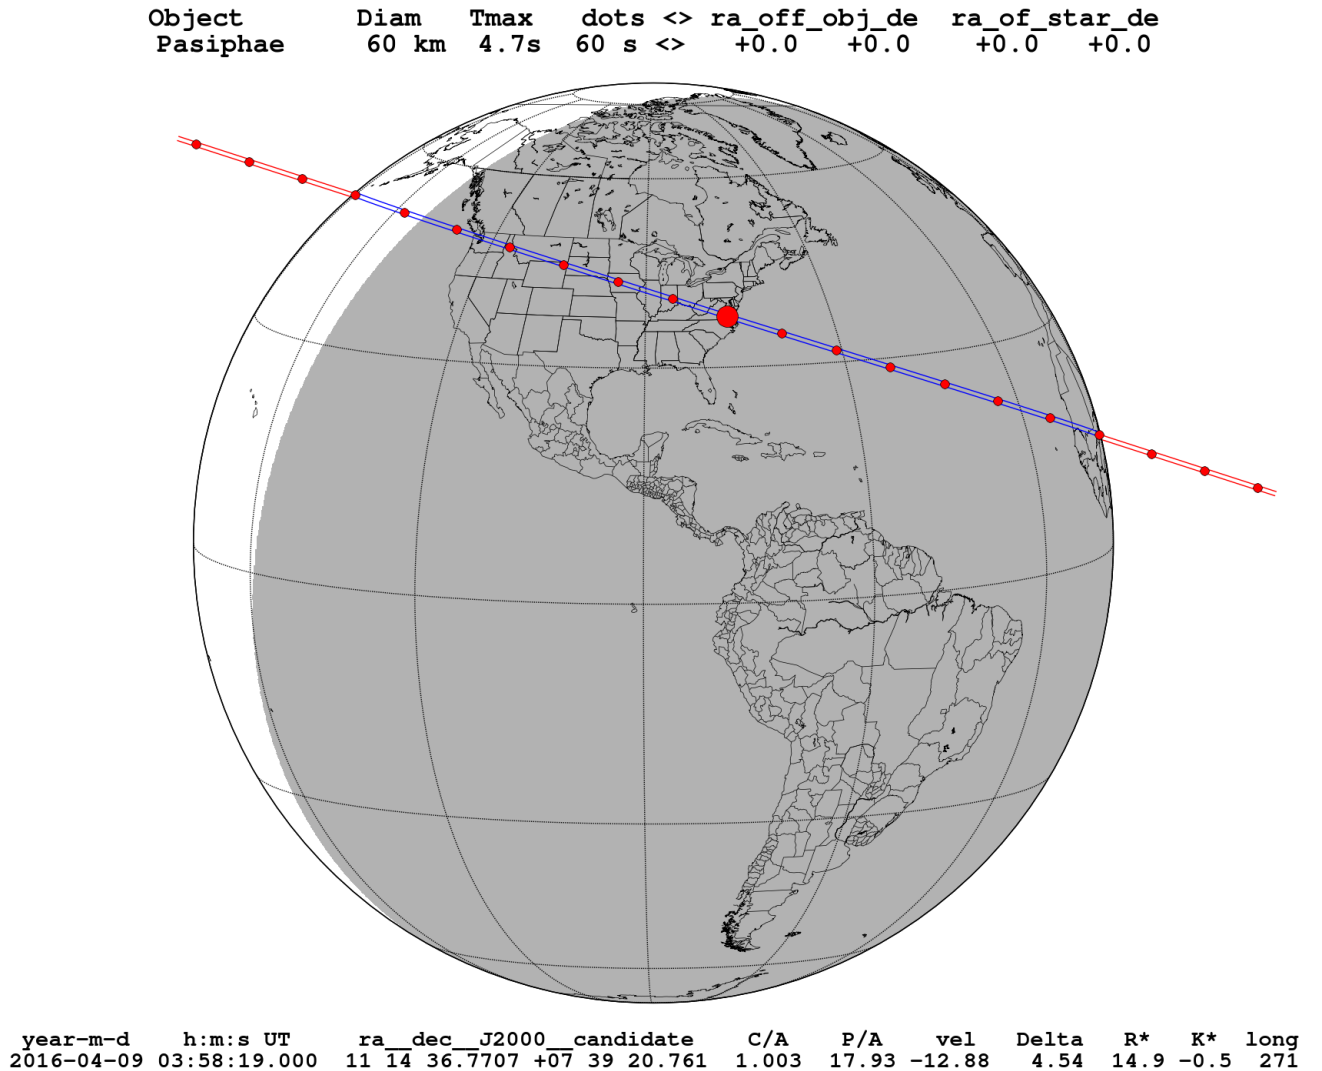 Object Diam Tmax dots <> ra_off_obj_de ra_of_star_de
Pasiphae 60 km 4.7s 60 s <> +0.0 +0.0 +0.0 +0.0
year-m-d h:m:s UT ra__dec__J2000__candidate C/A P/A vel Delta R* K* long
2016-04-09 03:58:19.000 11 14 36.7707 +07 39 20.761 1.003 17.93 -12.88 4.54 14.9 -0.5 271